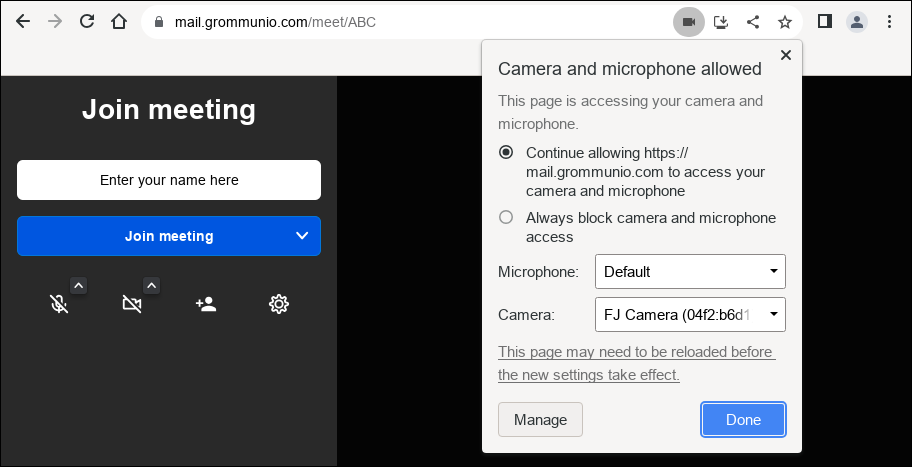 mail.grommunio.com/meet/ABC
Join meeting
Enter your name here
Join meeting
Camera and microphone allowed
This page is accessing your camera and
microphone.
Continue allowing https://
mail.grommunio.com to access your
camera and microphone
Always block camera and microphone
access
Microphone: Default
Camera: FJ Camera (04f2:b6d1
This page may need to be reloaded before
the new settings take effect.
Manage Done